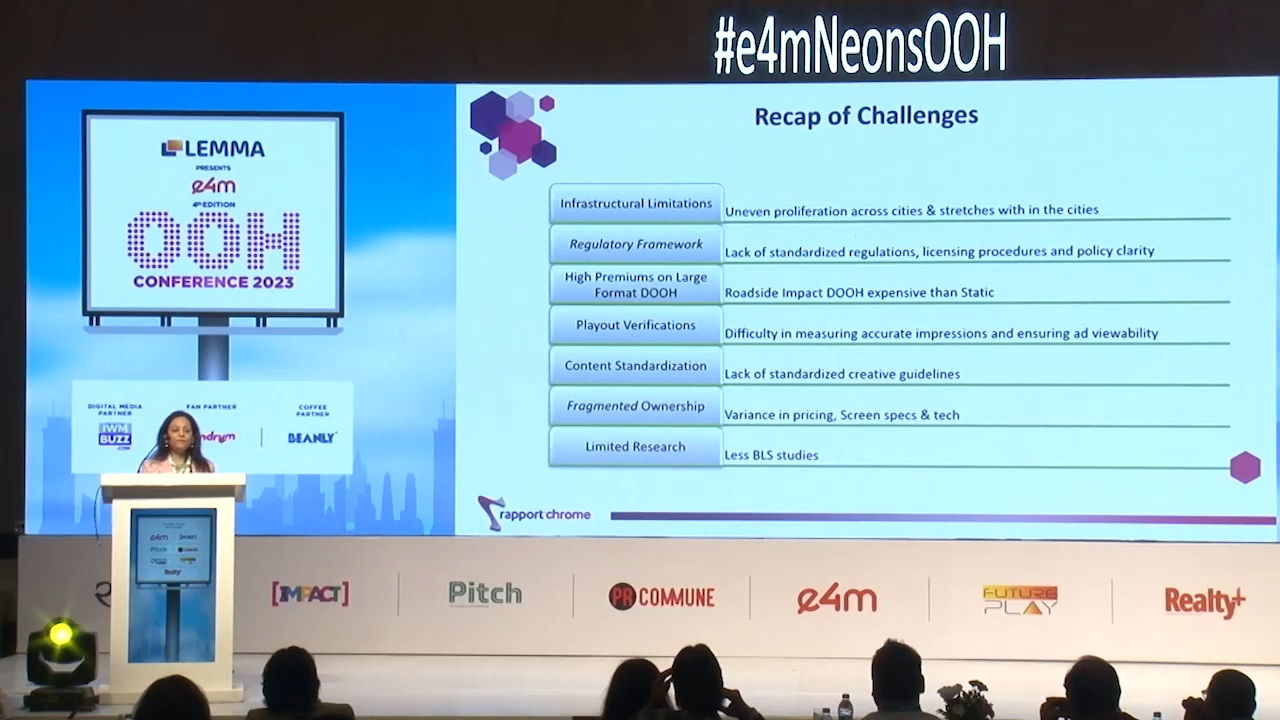 #e4mNeonsOOH
LEMMA
PRESENTS
e4m
4th EDITION
OOH
CONFERENCE 2023
DIGITAL MEDIA
PARTNER
IWM
BUZZ
.COM
FAN PARTNER
COFFEE
PARTNER
BEANLY
Recap of Challenges
Infrastructural Limitations
Uneven proliferation across cities & stretches with in the cities
Regulatory Framework
Lack of standardized regulations, licensing procedures and policy clarity
High Premiums on Large
Format DOOH
Roadside Impact DOOH expensive than Static
Playout Verifications
Difficulty in measuring accurate impressions and ensuring ad viewability
Content Standardization
Lack of standardized creative guidelines
Fragmented Ownership
Variance in pricing, Screen specs & tech
Limited Research
Less BLS studies
rapport chrome
e4m
Pitch
[IMPACT]
Pitch
PR COMMUNE
e4m
FUTURE
PLAY
Realty+